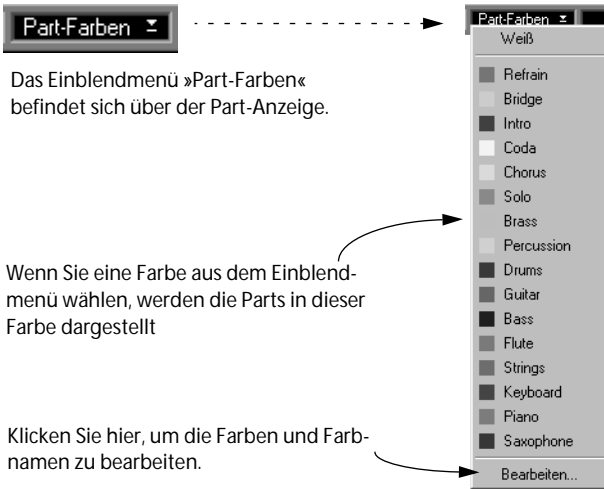 Part-Farben
Das Einblendmenü »Part-Farben«
befindet sich über der Part-Anzeige.
Wenn Sie eine Farbe aus dem Einblend-
menü wählen, werden die Parts in dieser
Farbe dargestellt
Klicken Sie hier, um die Farben und Farb-
namen zu bearbeiten.
Part-Farben
Weiß
Refrain
Bridge
Intro
Coda
Chorus
Solo
Brass
Percussion
Drums
Guitar
Bass
Flute
Strings
Keyboard
Piano
Saxophone
Bearbeiten...